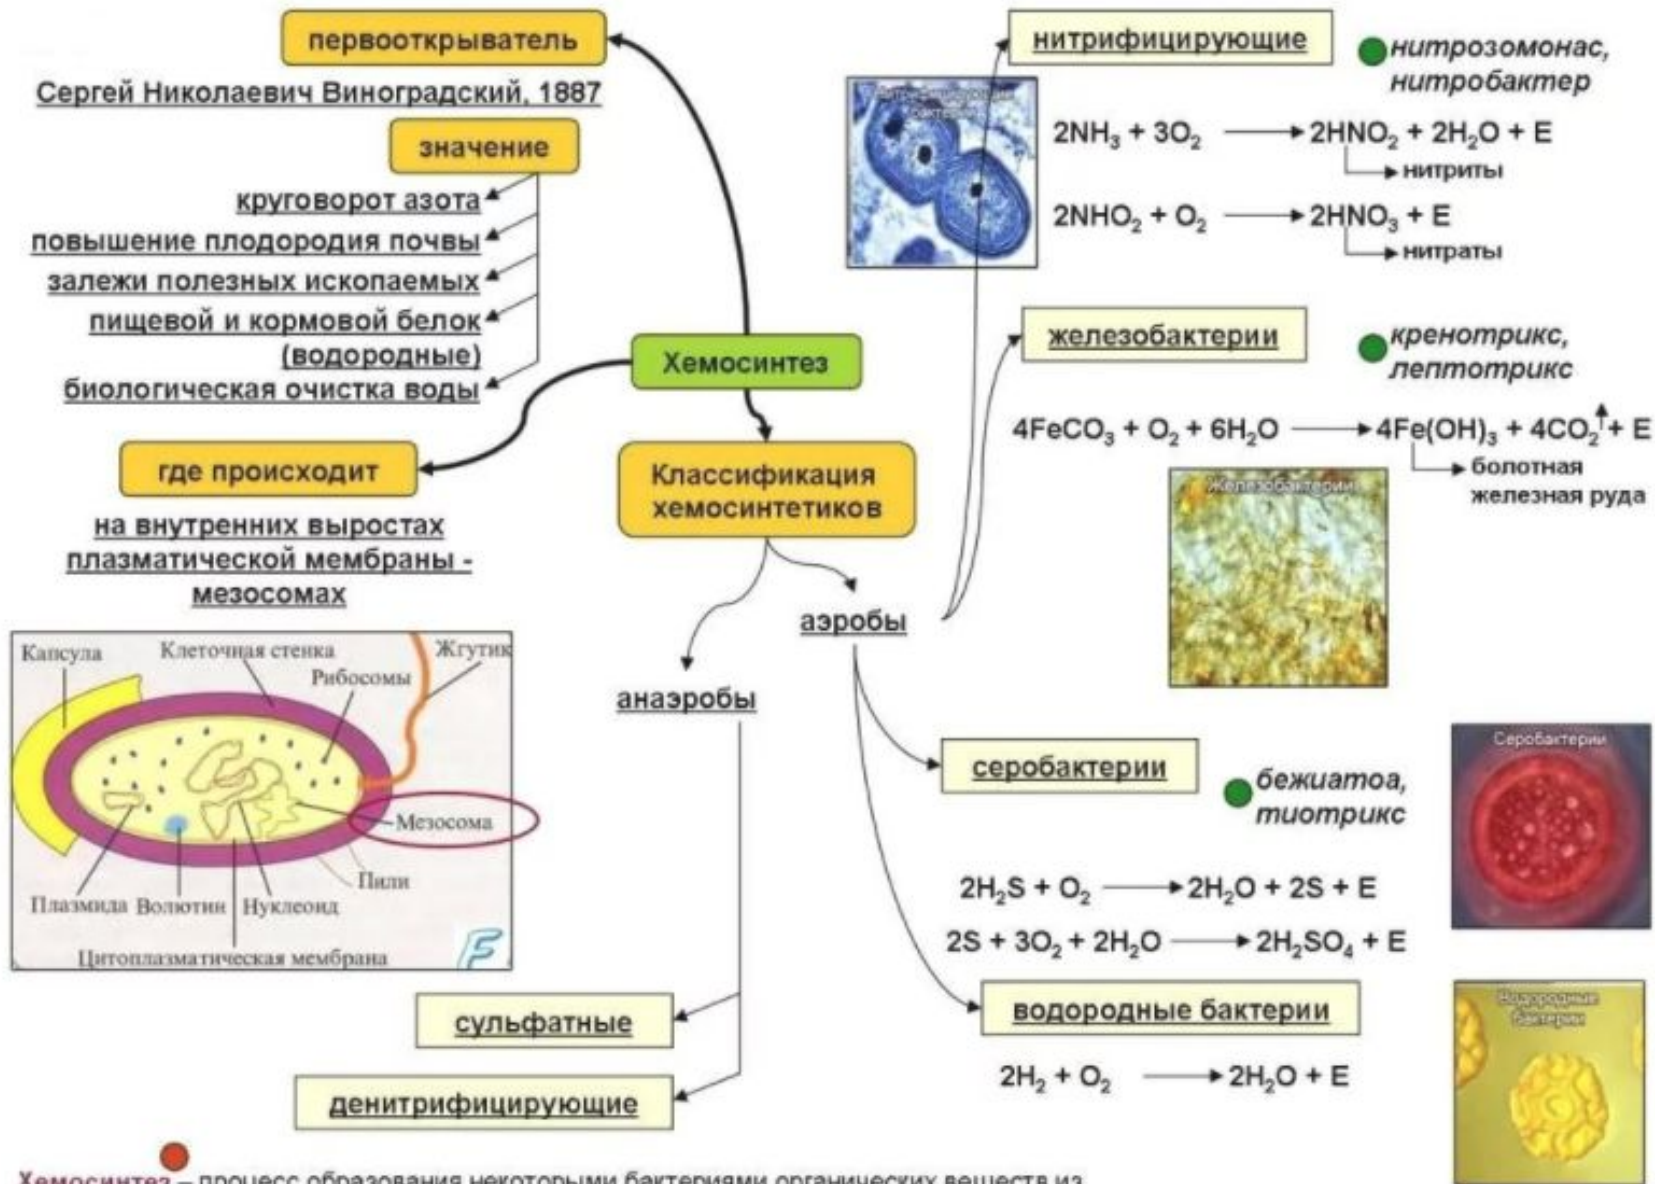 первооткрыватель
Сергей Николаевич Виноградский, 1887
значение
круговорот азота
повышение плодородия почвы
залежи полезных ископаемых
пищевой и кормовой белок
(водородные)
биологическая очистка воды
Хемосинтез
где происходит
на внутренних выростах
плазматической мембраны -
мезосомах
Капсула
Клеточная стенка
Жгутик
Рибосомы
Мезосома
Пили
Плазмида
Волютин
Нуклеоид
Цитоплазматическая мембрана
F
Классификация
хемосинтетиков
анаэробы
сульфатные
денитрифицирующие
аэробы
нитрифицирующие
нитрозомонас,
нитробактер
Нитрифицирующие
бактерии
2NH₃ + 3O₂ → 2HNO₂ + 2H₂O + E
нитриты
2NHO₂ + O₂ → 2HNO₃ + E
нитраты
железобактерии
кренотрикс,
лептотрикс
4FeCO₃ + O₂ + 6H₂O → 4Fe(OH)₃ + 4CO₂↑ + E
болотная
железная руда
Железобактерии
серобактерии
бежиатоа,
тиотрикс
Серобактерии
2H₂S + O₂ → 2H₂O + 2S + E
2S + 3O₂ + 2H₂O → 2H₂SO₄ + E
водородные бактерии
2H₂ + O₂ → 2H₂O + E
Водородные
бактерии
Хемосинтез – процесс образования некоторыми бактериями органических веществ из